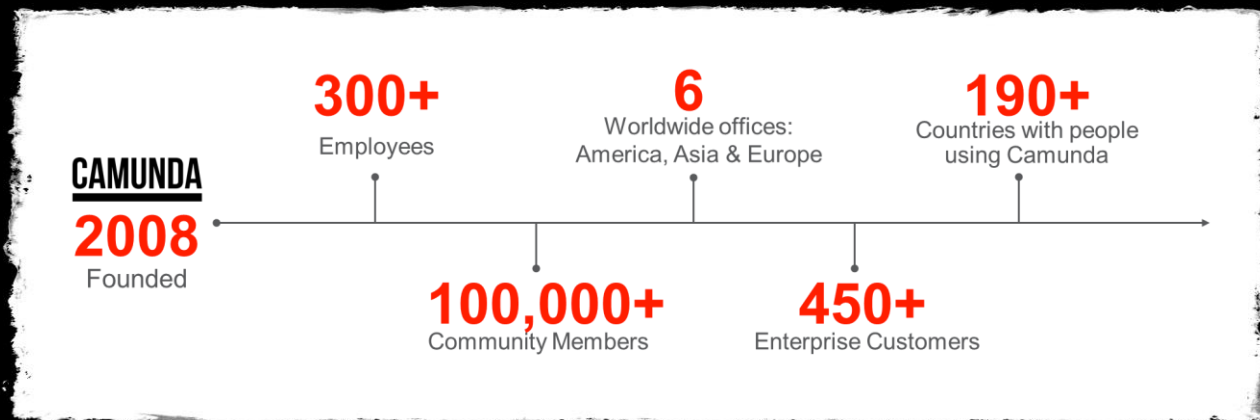 CAMUNDA
2008
Founded
300+
Employees
100,000+
Community Members
6
Worldwide offices:
America, Asia & Europe
450+
Enterprise Customers
190+
Countries with people
using Camunda